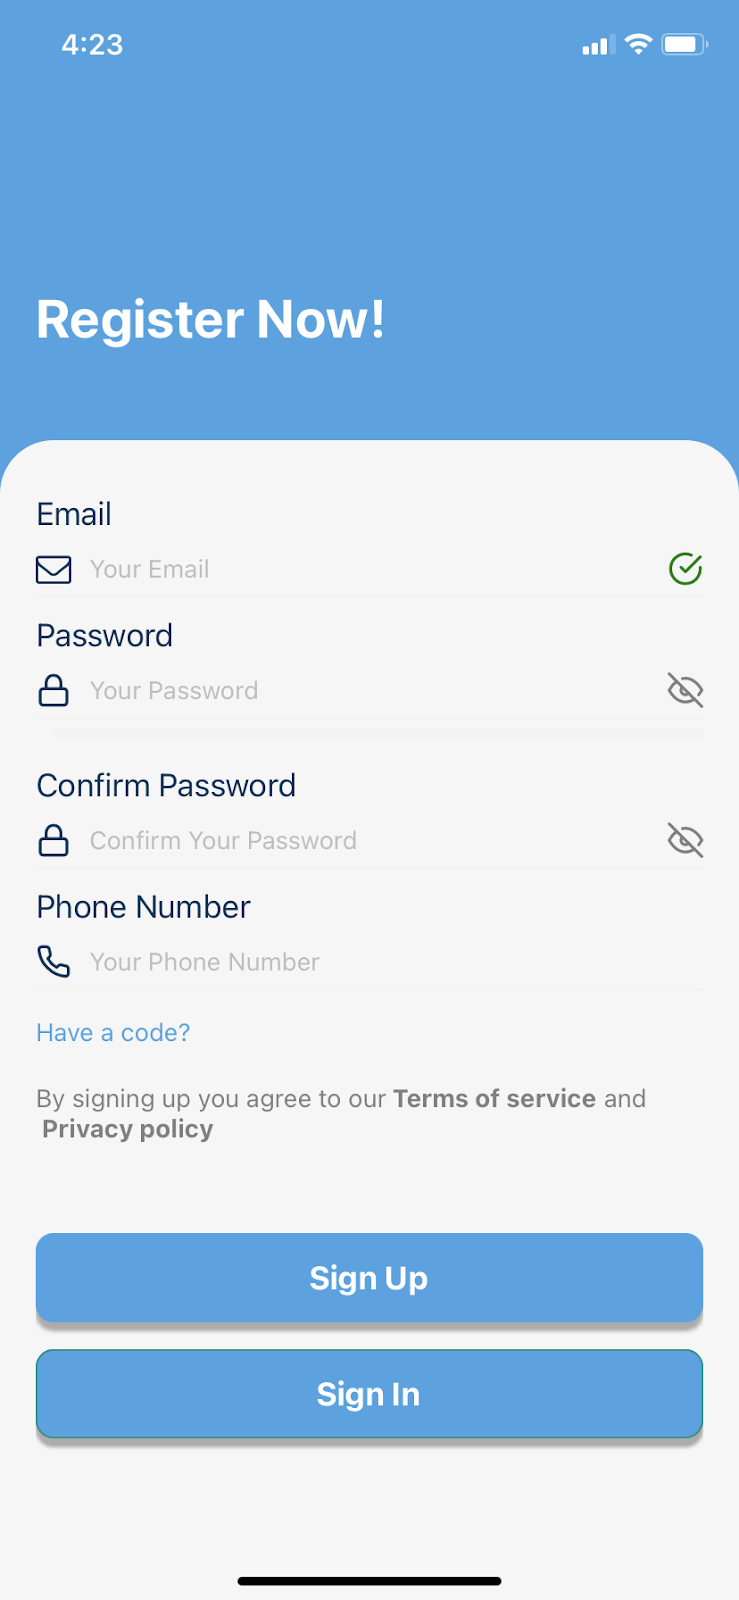 4:23
Register Now!
Email
Your Email
Password
Your Password
Confirm Password
Confirm Your Password
Phone Number
Your Phone Number
Have a code?
By signing up you agree to our Terms of service and
Privacy policy
Sign Up
Sign In